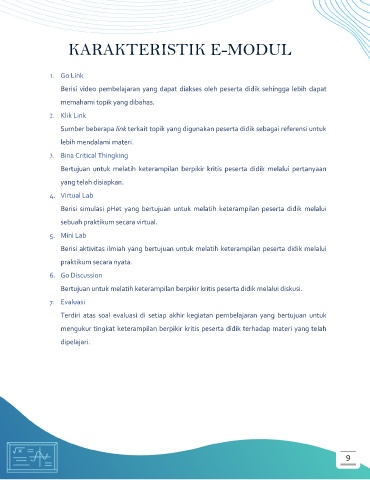 KARAKTERISTIK E-MODUL
1. Go Link
Berisi video pembelajaran yang dapat diakses oleh peserta didik sehingga lebih dapat
memahami topik yang dibahas.
2. Klik Link
Sumber beberapa link terkait topik yang digunakan peserta didik sebagai referensi untuk
lebih mendalami materi.
3. Bina Critical Thingking
Bertujuan untuk melatih keterampilan berpikir kritis peserta didik melalui pertanyaan
yang telah disiapkan.
4. Virtual Lab
Berisi simulasi pHet yang bertujuan untuk melatih keterampilan peserta didik melalui
sebuah praktikum secara virtual.
5. Mini Lab
Berisi aktivitas ilmiah yang bertujuan untuk melatih keterampilan peserta didik melalui
praktikum secara nyata.
6. Go Discussion
Bertujuan untuk melatih keterampilan berpikir kritis peserta didik melalui diskusi.
7. Evaluasi
Terdiri atas soal evaluasi di setiap akhir kegiatan pembelajaran yang bertujuan untuk
mengukur tingkat keterampilan berpikir kritis peserta didik terhadap materi yang telah
dipelajari.
9